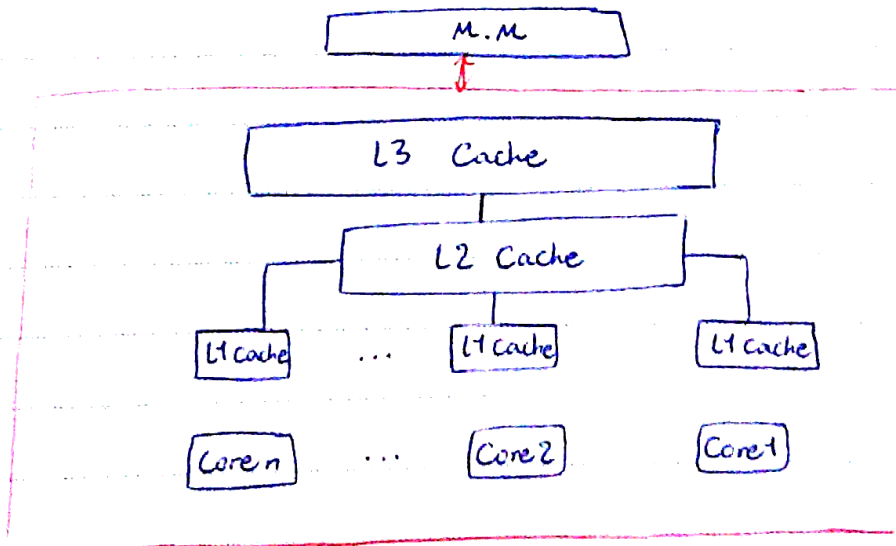 M.M
L3 Cache
L2 Cache
L1 cache ... L1 cache L1 cache
Core n ... Core 2 Core 1